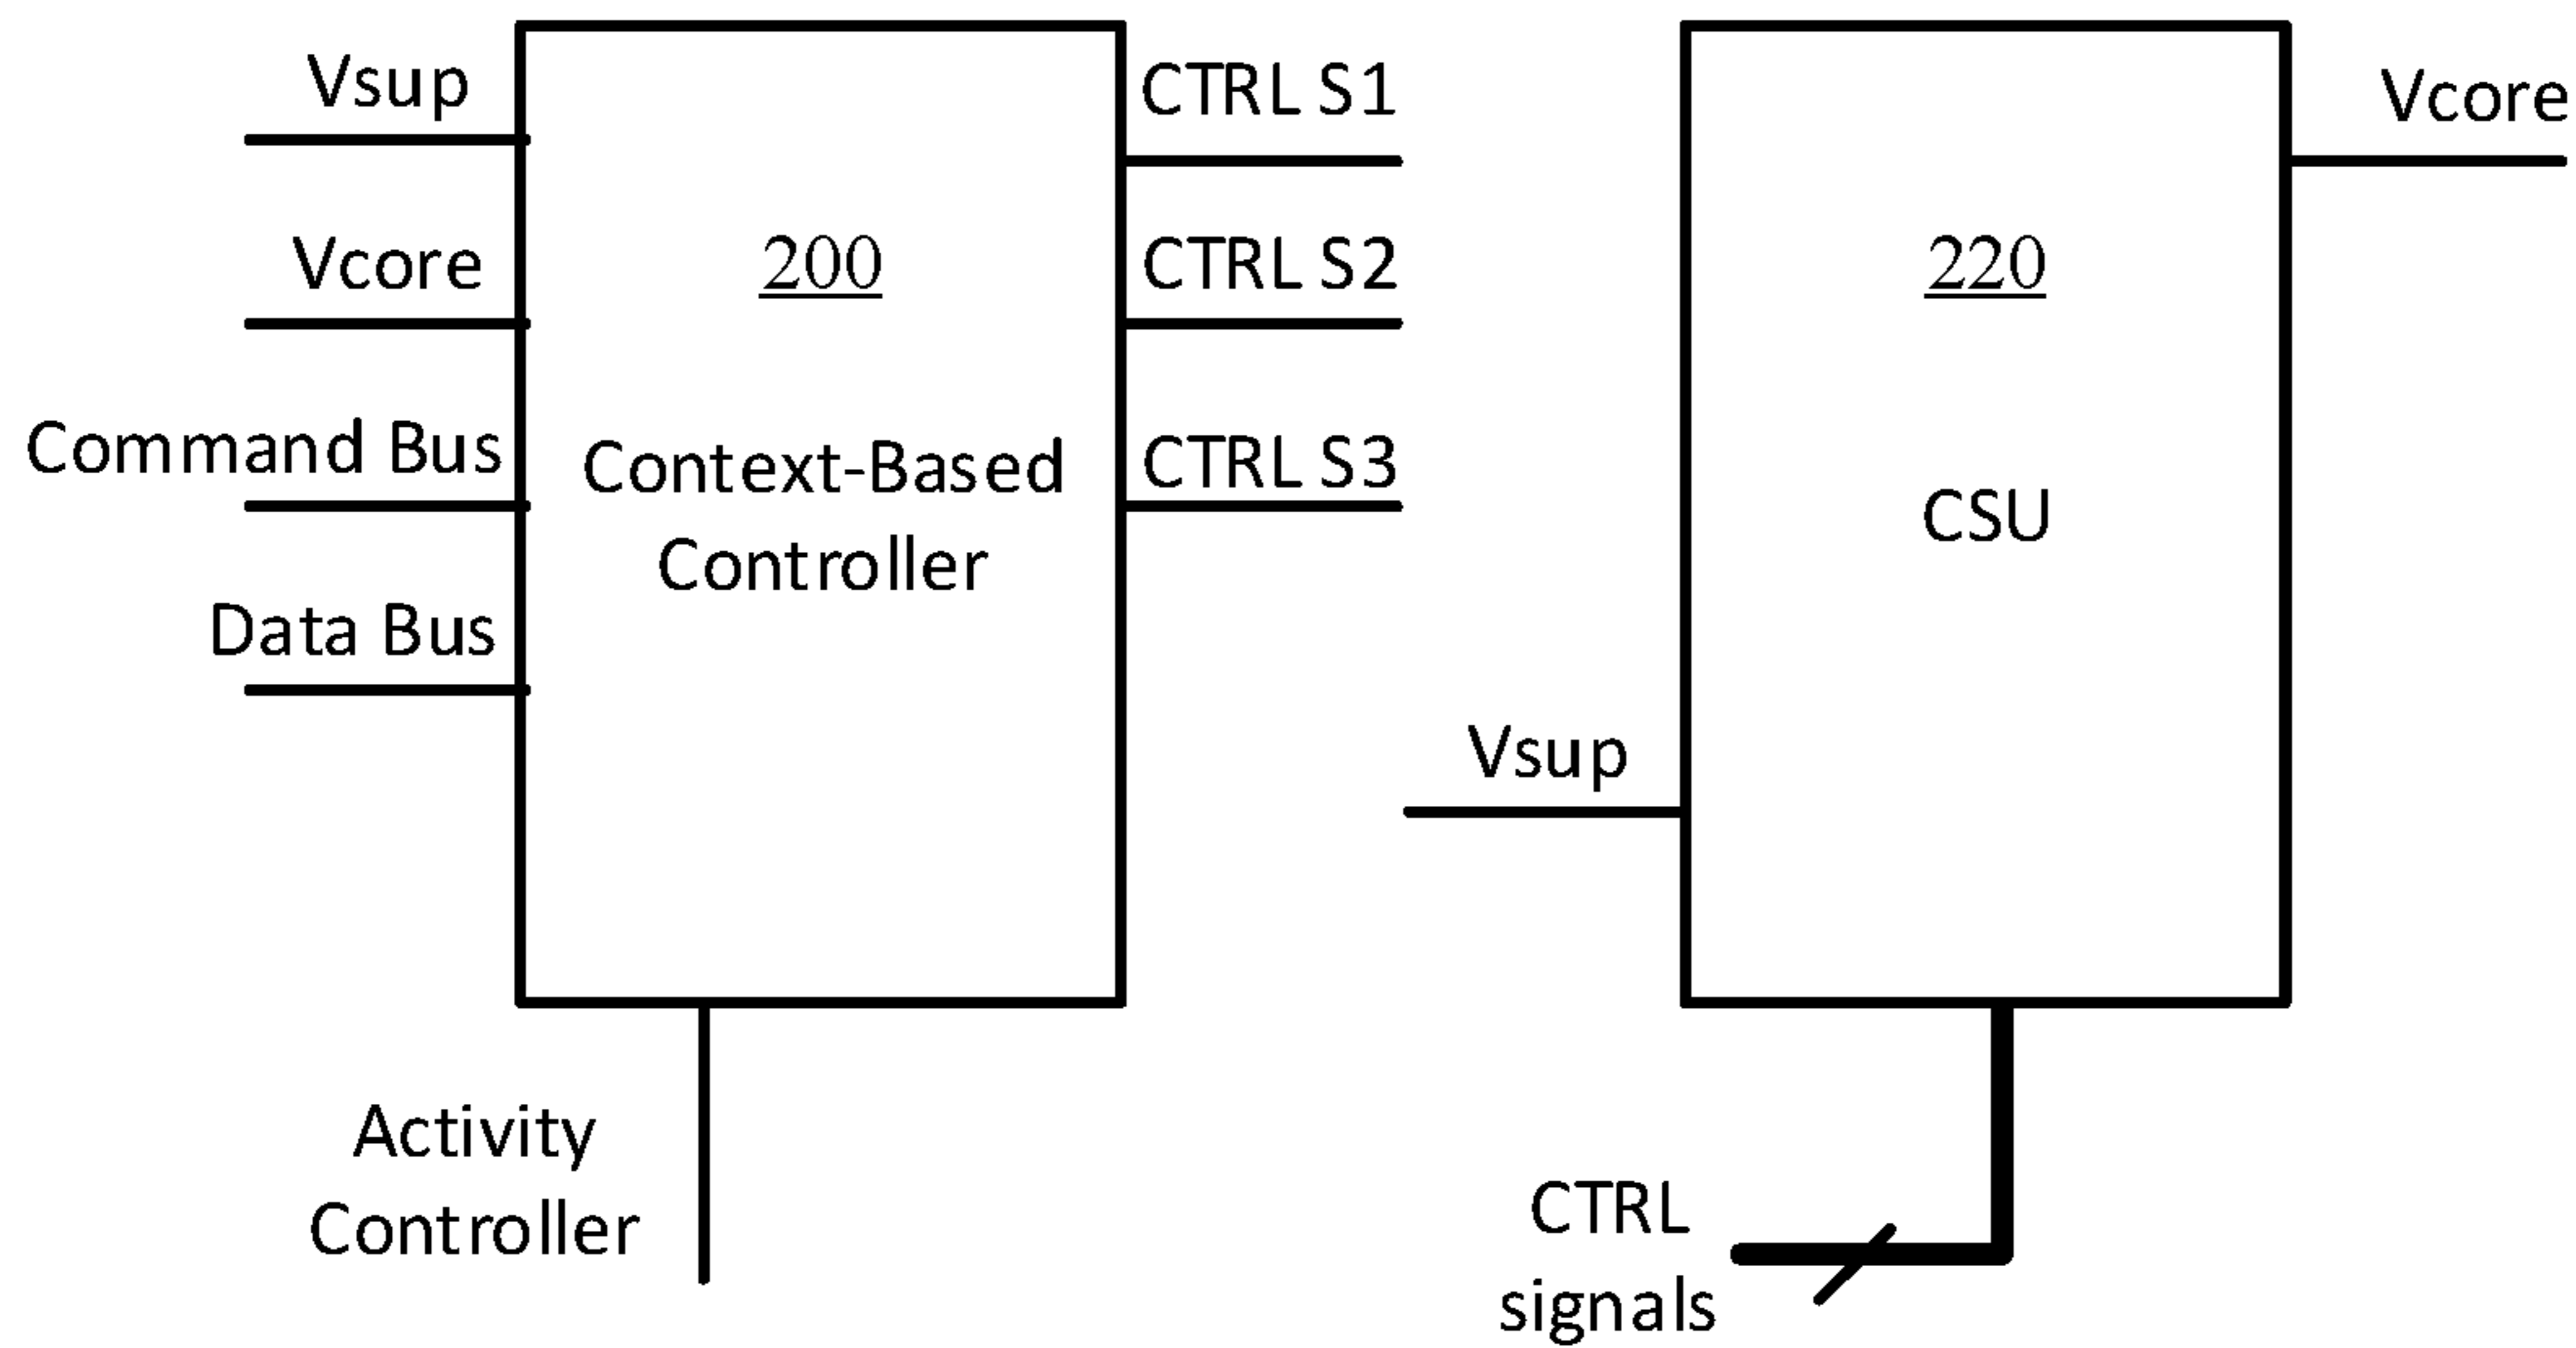 Vsup
Vcore
Command Bus
Data Bus
200
Context-Based
Controller
CTRL S1
CTRL S2
CTRL S3
Activity
Controller
220
CSU
Vcore
Vsup
CTRL
signals